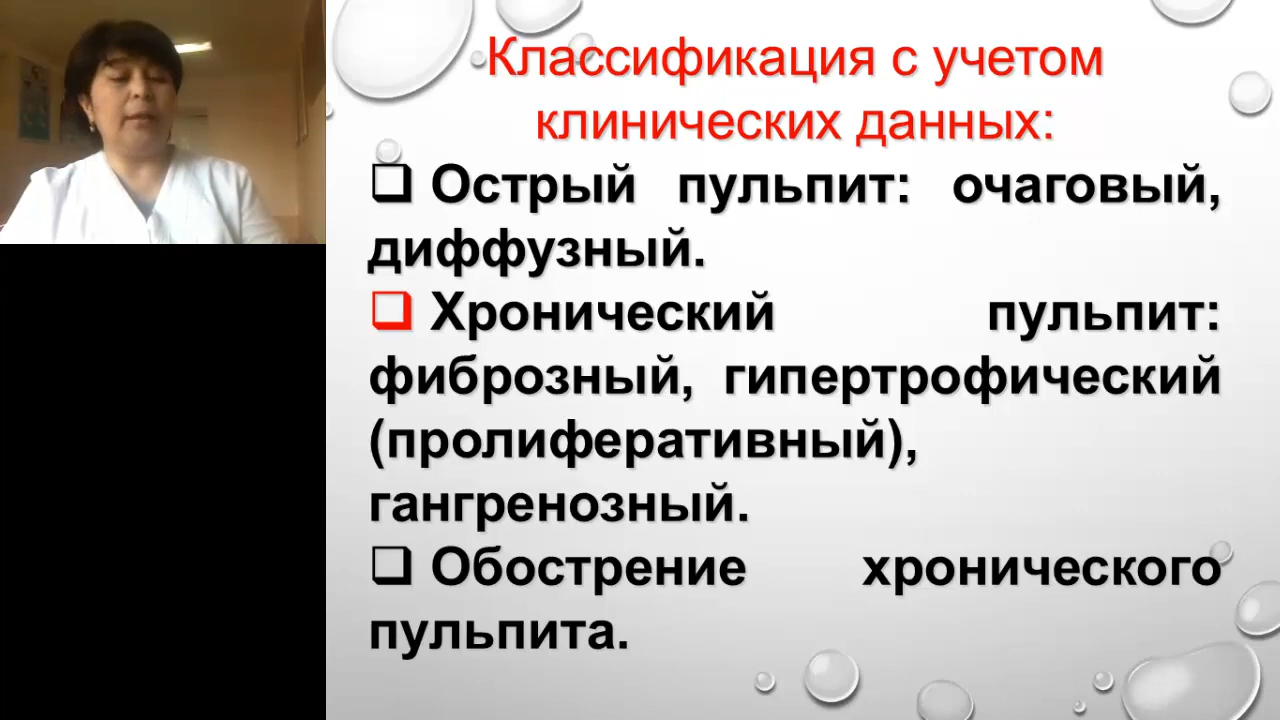 Классификация с учетом
клинических данных:
Острый пульпит: очаговый,
диффузный.
Хронический пульпит:
фиброзный, гипертрофический
(пролиферативный),
гангренозный.
Обострение хронического
пульпита.